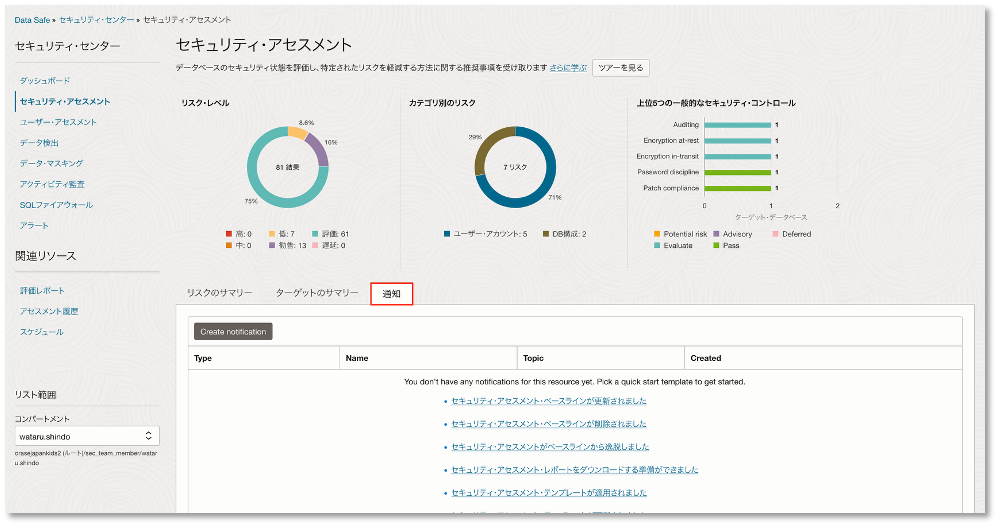 Data Safe » セキュリティ・センター » セキュリティ・アセスメント
セキュリティ・センター
ダッシュボード
セキュリティ・アセスメント
ユーザー・アセスメント
データ検出
データ・マスキング
アクティビティ監査
SQLファイアウォール
アラート
関連リソース
評価レポート
アセスメント履歴
スケジュール
リスト範囲
コンパートメント
wataru.shindo
orasejapankids2 (ルート)/sec_team_member/watar
u.shindo
セキュリティ・アセスメント
データベースのセキュリティ状態を評価し、特定されたリスクを軽減する方法に関する推奨事項を受け取ります さらに学ぶ ツアーを見る
リスク・レベル
8.6%
16%
81 結果
75%
高: 0 低: 7 評価: 61
中: 0 勧告: 13 遅延: 0
カテゴリ別のリスク
29%
7 リスク
71%
ユーザー・アカウント: 5 DB構成: 2
上位5つの一般的なセキュリティ・コントロール
Auditing 1
Encryption at-rest 1
Encryption in-transit 1
Password discipline 1
Patch compliance 1
0 1 2
ターゲット・データベース
Potential risk Advisory Deferred
Evaluate Pass
リスクのサマリー ターゲットのサマリー 通知
Create notification
Type Name Topic Created
You don't have any notifications for this resource yet. Pick a quick start template to get started.
セキュリティ・アセスメント・ベースラインが更新されました
セキュリティ・アセスメント・ベースラインが削除されました
セキュリティ・アセスメントがベースラインから逸脱しました
セキュリティ・アセスメント・レポートをダウンロードする準備ができました
セキュリティ・アセスメント・テンプレートが適用されました